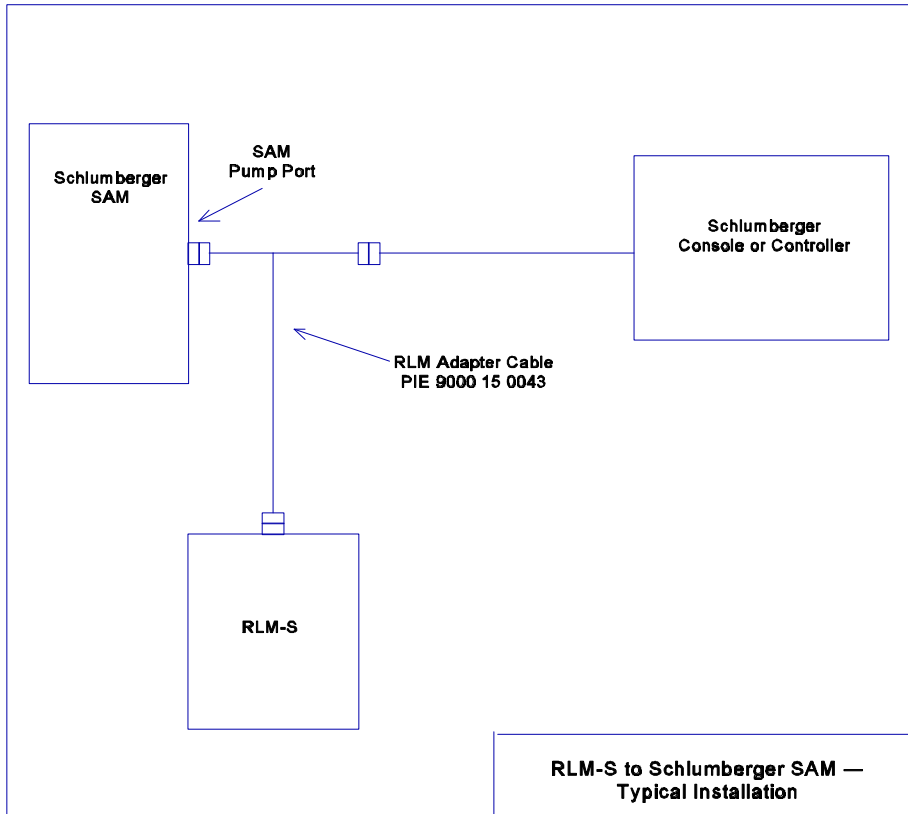 SAM
Pump Port
Schlumberger
SAM
Schlumberger
Console or Controller
RLM Adapter Cable
PIE 9000 15 0043
RLM-S
RLM-S to Schlumberger SAM —
Typical Installation